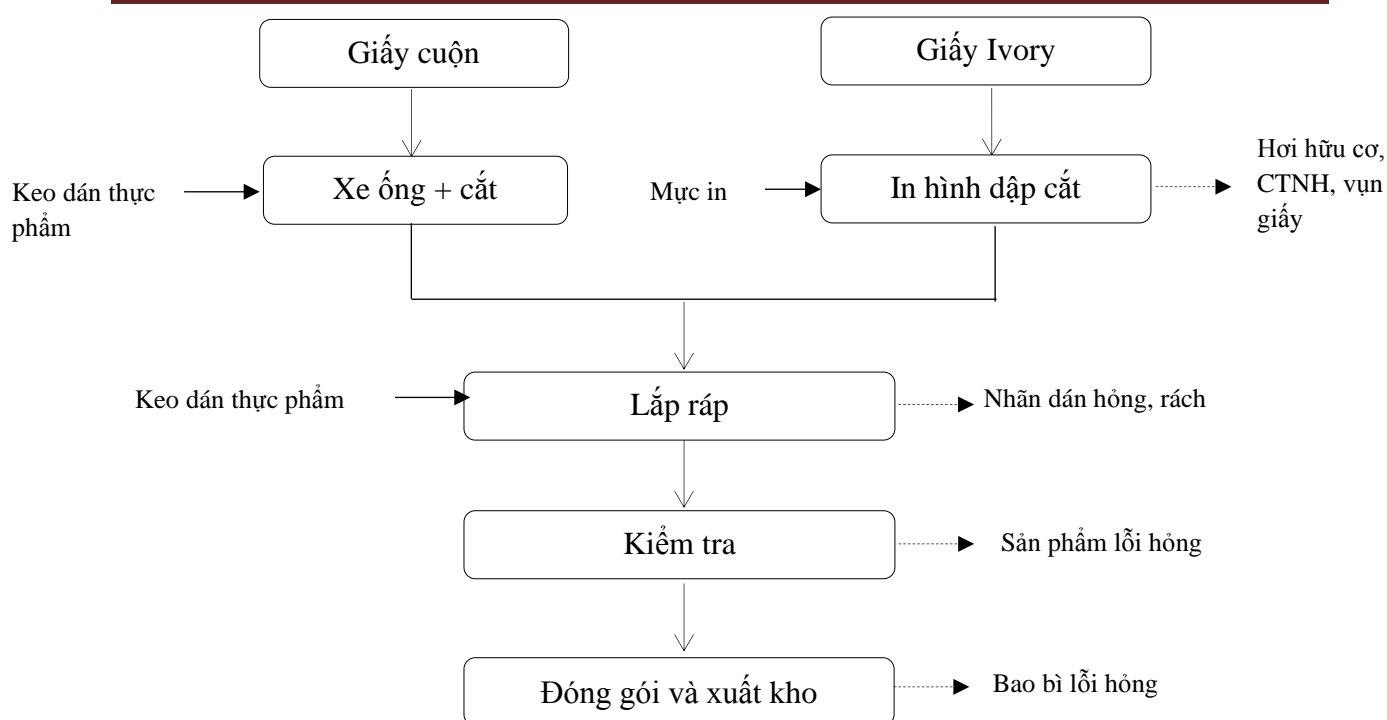 Giấy cuộn
Giấy Ivory
Keo dán thực
phẩm
Xe ống + cắt
Mực in
In hình dập cắt
Hơi hữu cơ,
CTNH, vụn
giấy
Keo dán thực phẩm
Lắp ráp
Nhãn dán hỏng, rách
Kiểm tra
Sản phẩm lỗi hỏng
Đóng gói và xuất kho
Bao bì lỗi hỏng